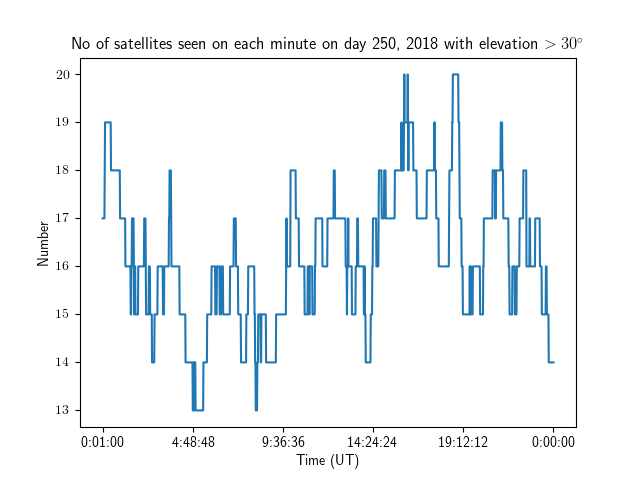 No of satellites seen on each minute on day 250, 2018 with elevation > 30°
20
19
18
17
16
15
14
13
Number
0:01:00 4:48:48 9:36:36 14:24:24 19:12:12 0:00:00
Time (UT)